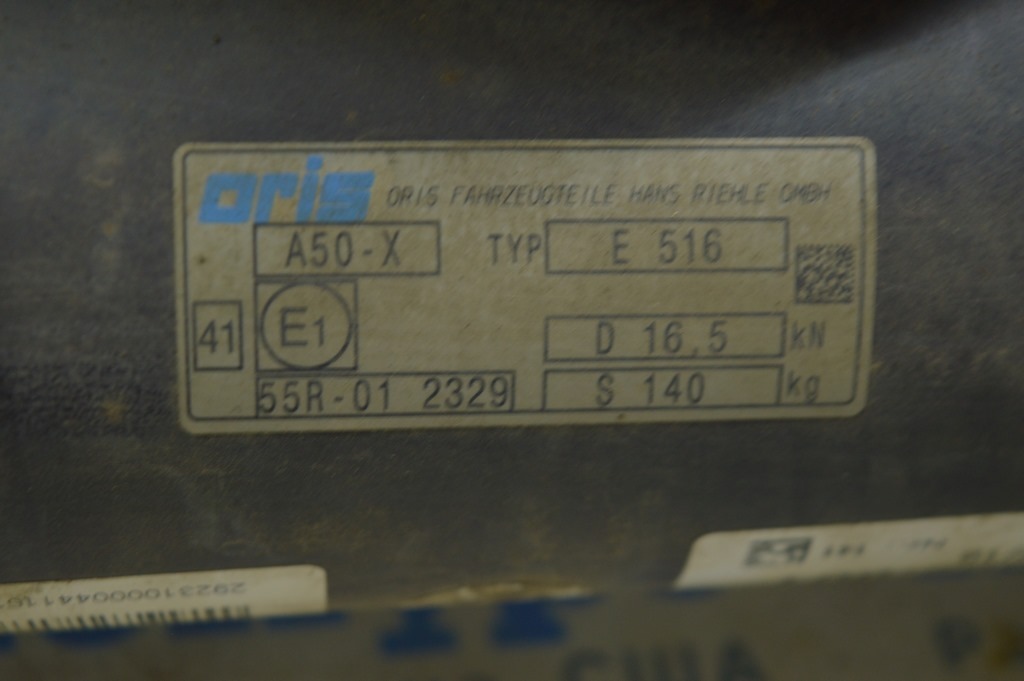 oris ORIS FAHRZEUGTEILE HANS RIEHLE GMBH
A50-X TYP E 516
41 E1 D 16,5 kN
55R-01 2329 S 140 kg